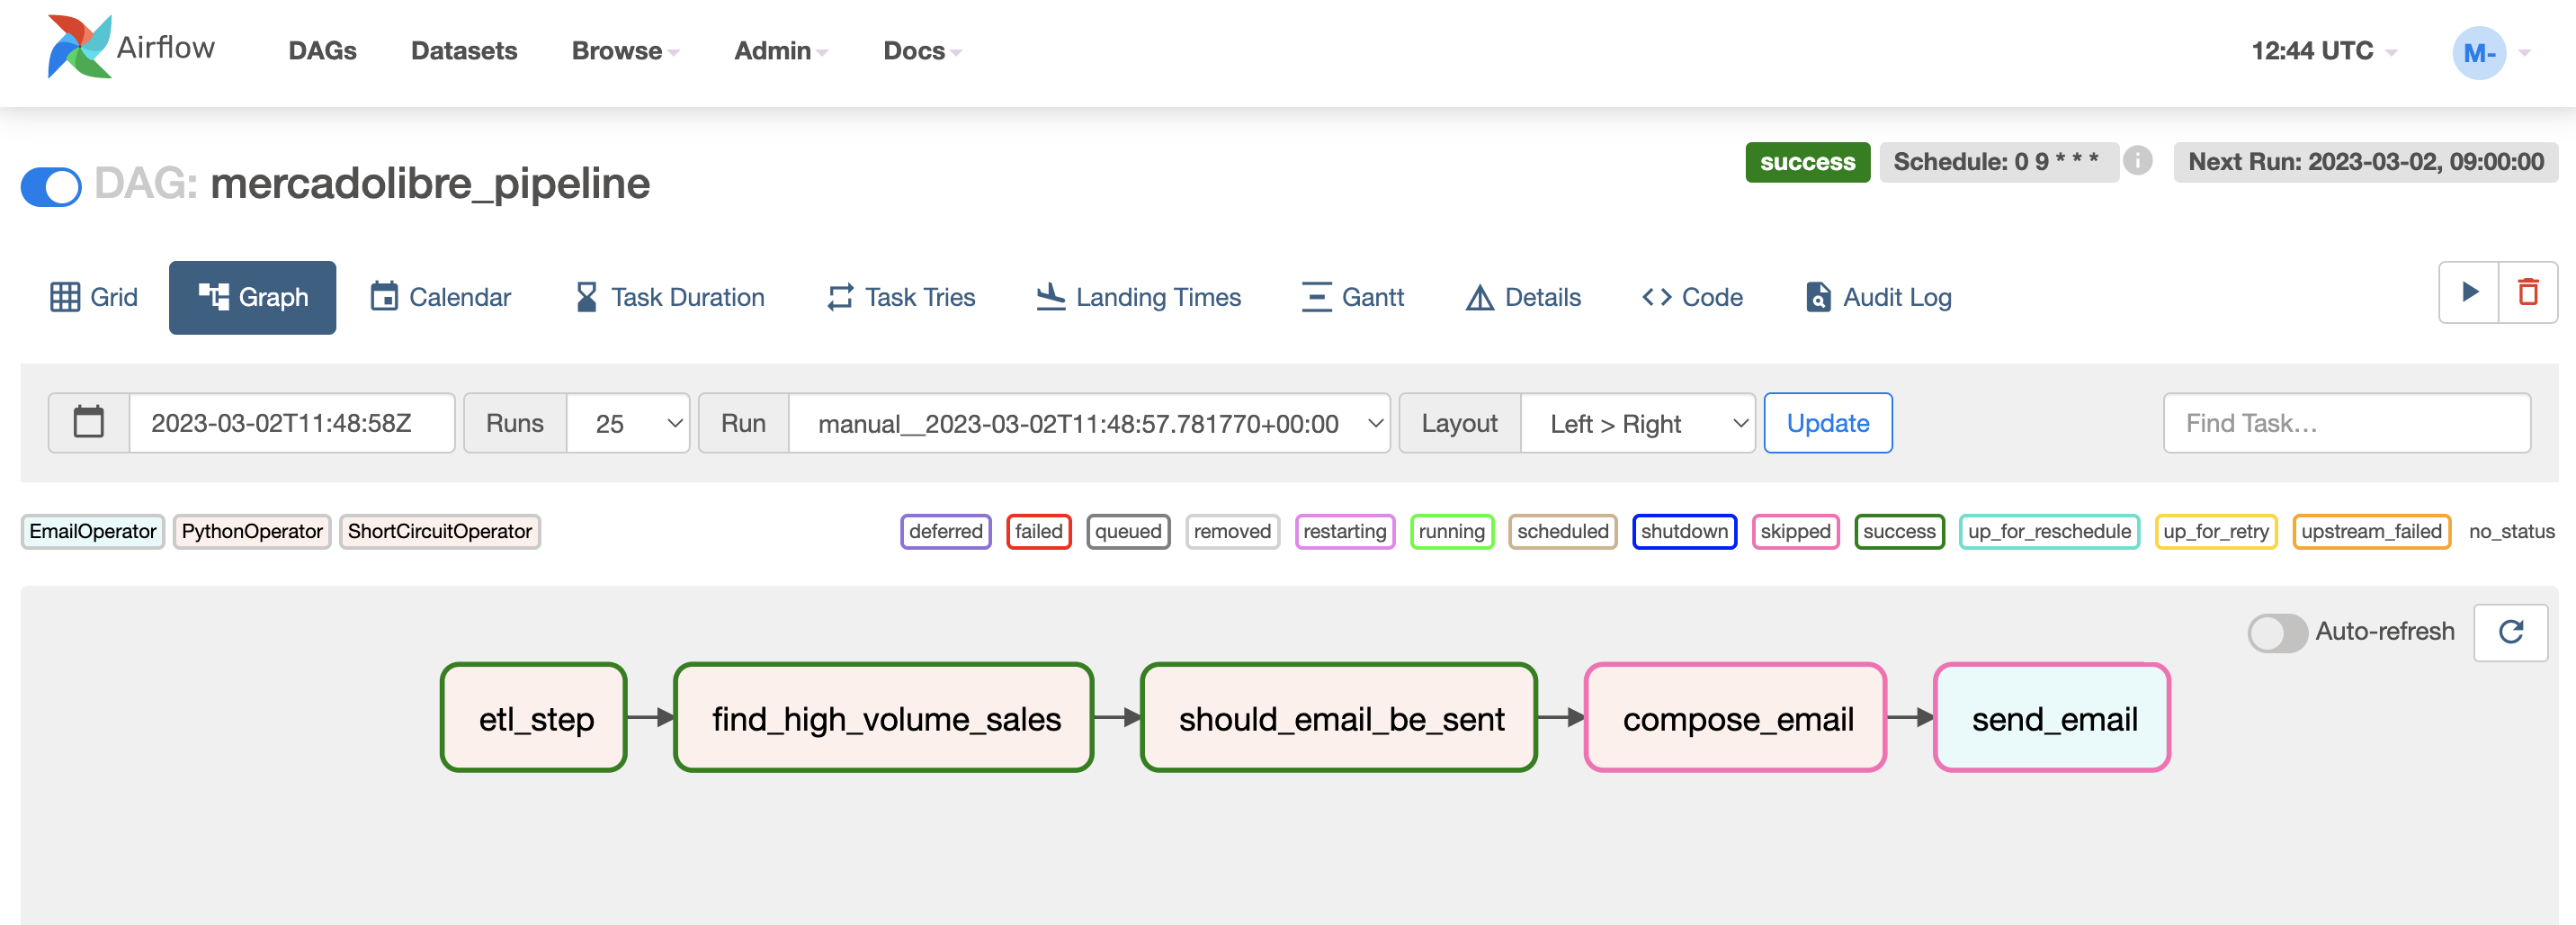 Airflow DAGs Datasets Browse Admin Docs 12:44 UTC M-
success Schedule: 0 9 * * * i Next Run: 2023-03-02, 09:00:00
DAG: mercadolibre_pipeline
Grid Graph Calendar Task Duration Task Tries Landing Times Gantt Details Code Audit Log
2023-03-02T11:48:58Z Runs 25 Run manual__2023-03-02T11:48:57.781770+00:00 Layout Left > Right Update Find Task...
EmailOperator PythonOperator ShortCircuitOperator deferred failed queued removed restarting running scheduled shutdown skipped success up_for_reschedule up_for_retry upstream_failed no_status
Auto-refresh
etl_step find_high_volume_sales should_email_be_sent compose_email send_email